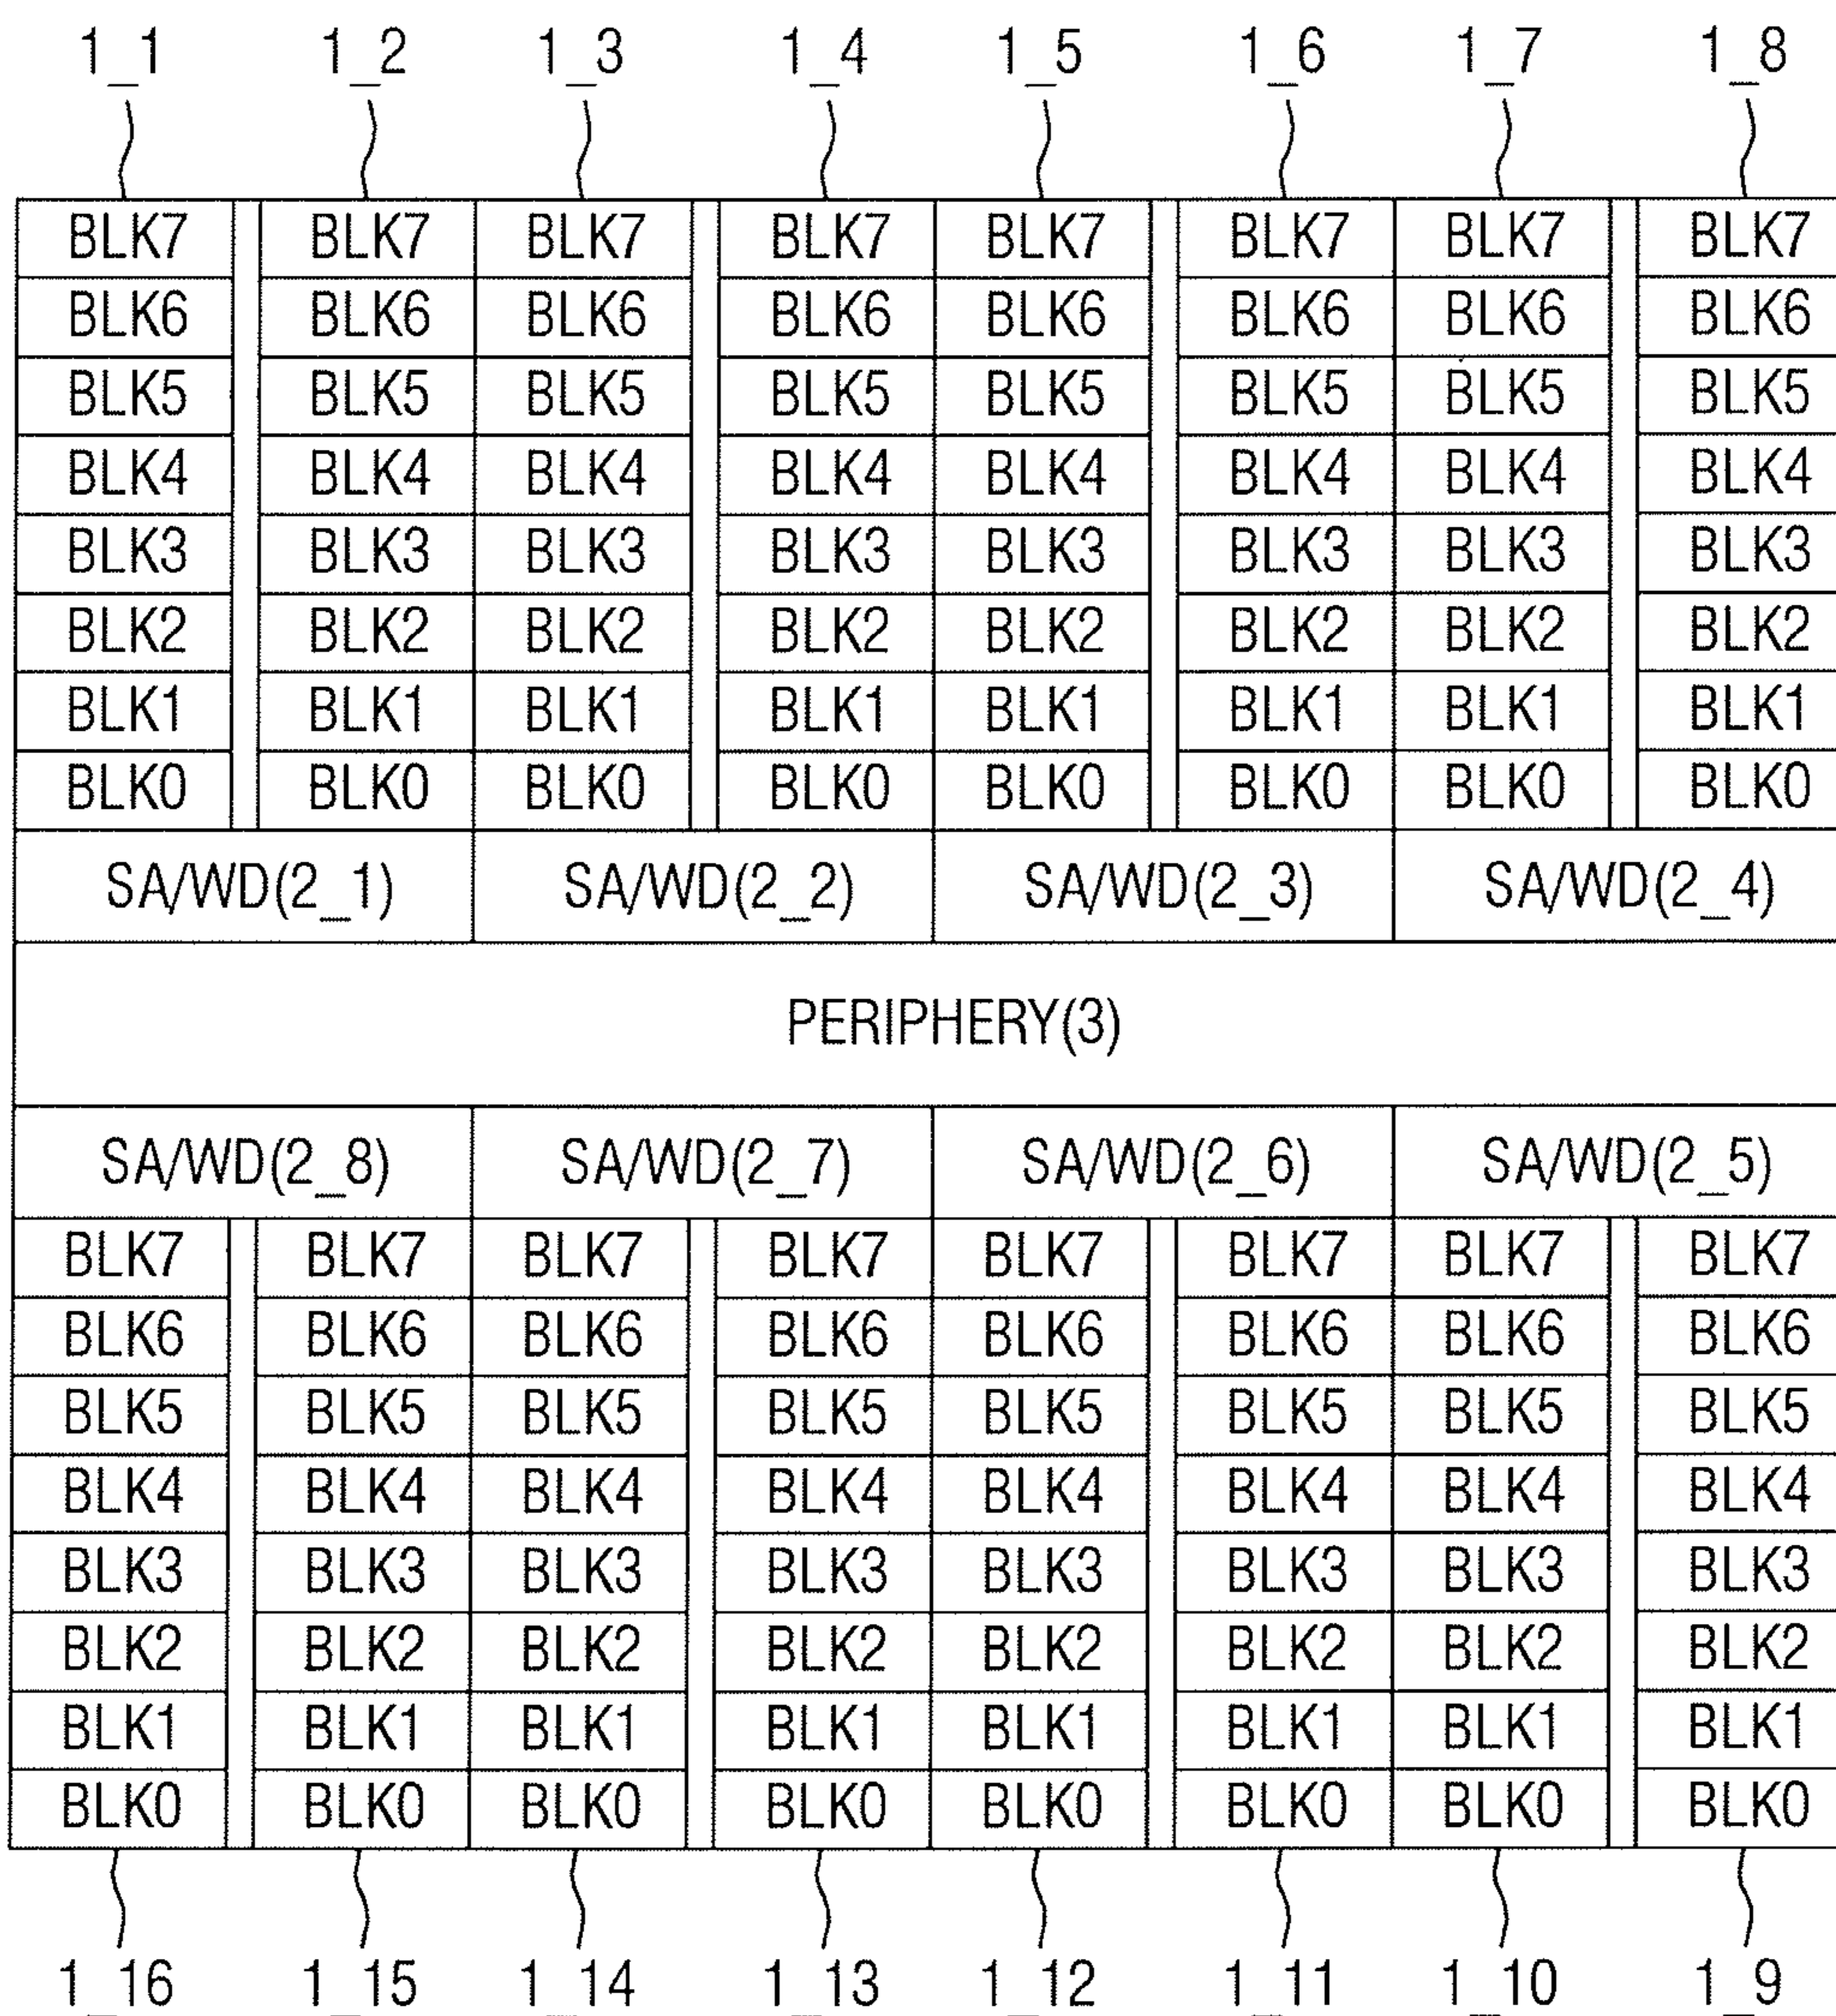 1_1 1_2 1_3 1_4 1_5 1_6 1_7 1_8
BLK7 BLK7 BLK7 BLK7 BLK7 BLK7 BLK7 BLK7
BLK6 BLK6 BLK6 BLK6 BLK6 BLK6 BLK6 BLK6
BLK5 BLK5 BLK5 BLK5 BLK5 BLK5 BLK5 BLK5
BLK4 BLK4 BLK4 BLK4 BLK4 BLK4 BLK4 BLK4
BLK3 BLK3 BLK3 BLK3 BLK3 BLK3 BLK3 BLK3
BLK2 BLK2 BLK2 BLK2 BLK2 BLK2 BLK2 BLK2
BLK1 BLK1 BLK1 BLK1 BLK1 BLK1 BLK1 BLK1
BLK0 BLK0 BLK0 BLK0 BLK0 BLK0 BLK0 BLK0
SA/WD(2_1) SA/WD(2_2) SA/WD(2_3) SA/WD(2_4)
PERIPHERY(3)
SA/WD(2_8) SA/WD(2_7) SA/WD(2_6) SA/WD(2_5)
BLK7 BLK7 BLK7 BLK7 BLK7 BLK7 BLK7 BLK7
BLK6 BLK6 BLK6 BLK6 BLK6 BLK6 BLK6 BLK6
BLK5 BLK5 BLK5 BLK5 BLK5 BLK5 BLK5 BLK5
BLK4 BLK4 BLK4 BLK4 BLK4 BLK4 BLK4 BLK4
BLK3 BLK3 BLK3 BLK3 BLK3 BLK3 BLK3 BLK3
BLK2 BLK2 BLK2 BLK2 BLK2 BLK2 BLK2 BLK2
BLK1 BLK1 BLK1 BLK1 BLK1 BLK1 BLK1 BLK1
BLK0 BLK0 BLK0 BLK0 BLK0 BLK0 BLK0 BLK0
1_16 1_15 1_14 1_13 1_12 1_11 1_10 1_9